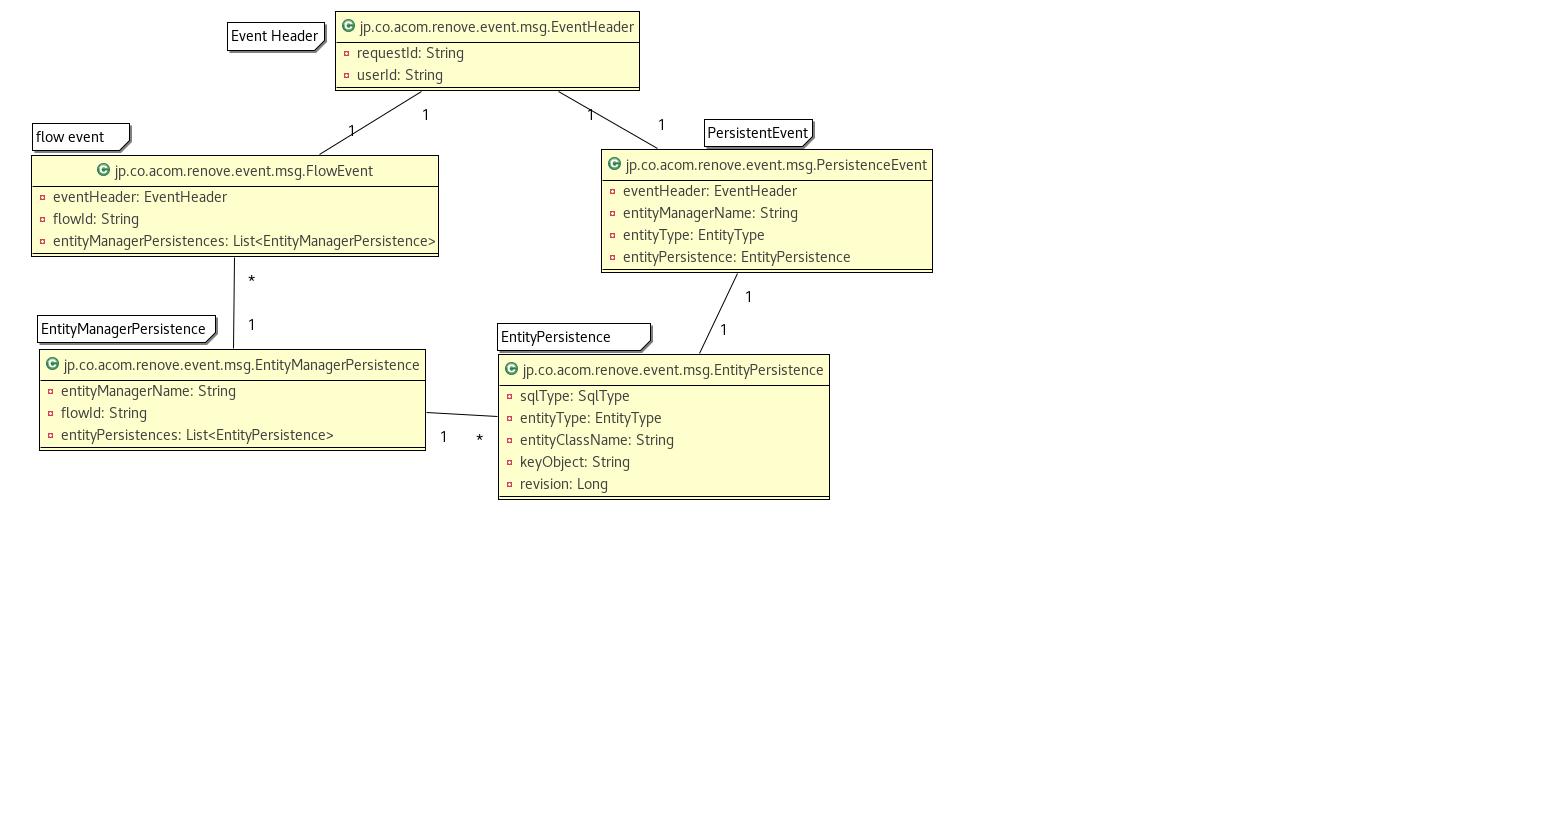 Event Header
C jp.co.acom.renove.event.msg.EventHeader
requestId: String
userId: String
1
1
1
1
flow event
C jp.co.acom.renove.event.msg.FlowEvent
eventHeader: EventHeader
flowId: String
entityManagerPersistences: List<EntityManagerPersistence>
PersistentEvent
C jp.co.acom.renove.event.msg.PersistenceEvent
eventHeader: EventHeader
entityManagerName: String
entityType: EntityType
entityPersistence: EntityPersistence
*
1
1
1
EntityManagerPersistence
C jp.co.acom.renove.event.msg.EntityManagerPersistence
entityManagerName: String
flowId: String
entityPersistences: List<EntityPersistence>
1
*
EntityPersistence
C jp.co.acom.renove.event.msg.EntityPersistence
sqlType: SqlType
entityType: EntityType
entityClassName: String
keyObject: String
revision: Long